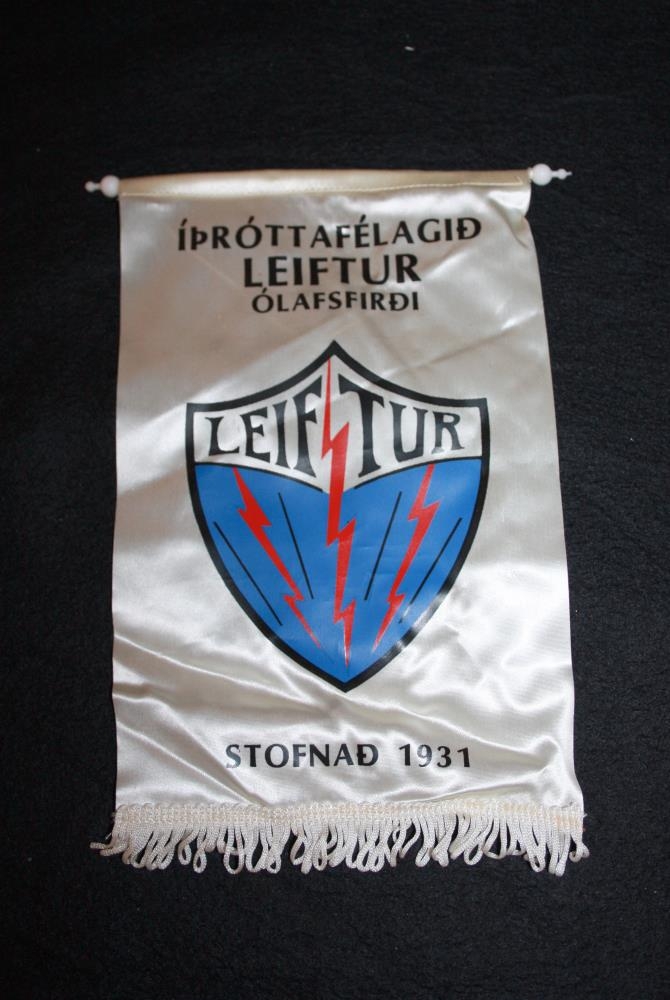 ÍÞRÓTTAFÉLAGIÐ
LEIFTUR
ÓLAFSFIRÐI
LEIFTUR
STOFNAÐ 1931